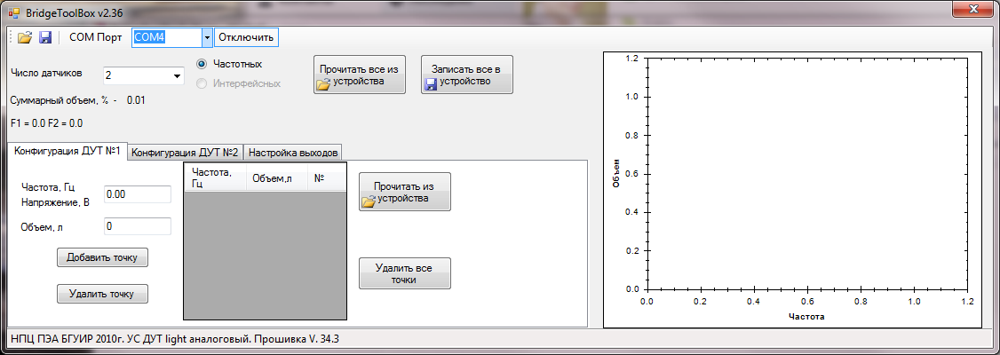 BridgeToolBox v2.36
COM Порт COM4 Отключить
Число датчиков 2
Частотных
Интерфейсных
Прочитать все из
устройства
Записать все в
устройство
Суммарный объем, % - 0.01
F1 = 0.0 F2 = 0.0
Конфигурация ДУТ №1 Конфигурация ДУТ №2 Настройка выходов
Частота, Гц
Напряжение, В
0.00
Объем, л 0
Добавить точку
Удалить точку
Частота,
Гц
Объем,л
№
Прочитать из
устройства
Удалить все
точки
Объем
1.2
1.0
0.8
0.6
0.4
0.2
0.0
0.0 0.2 0.4 0.6 0.8 1.0 1.2
Частота
НПЦ ПЭА БГУИР 2010г. УС ДУТ light аналоговый. Прошивка V. 34.3